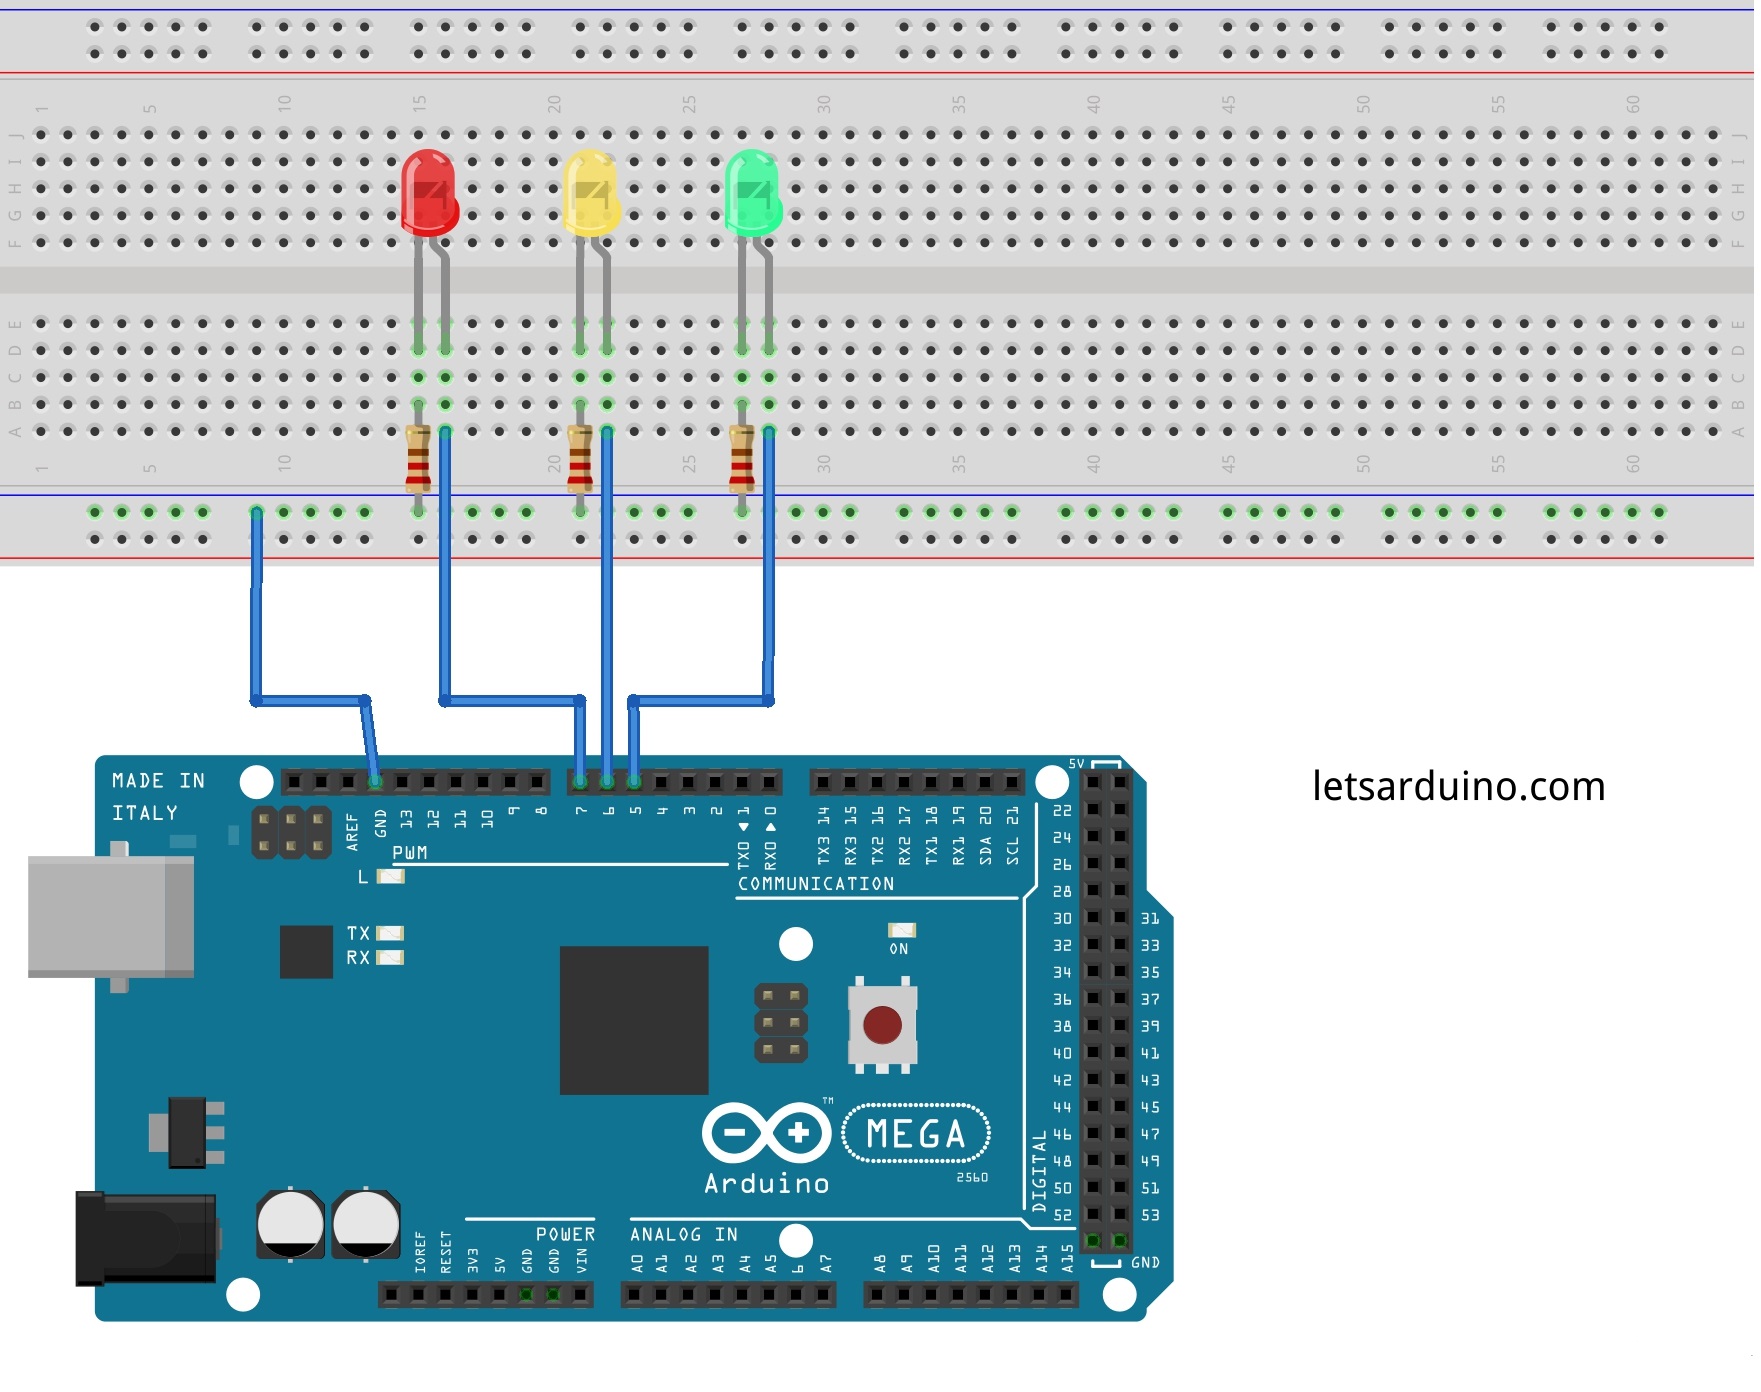 1 5 10 15 20 25 30 35 40 45 50 55 60
J J
I I
H H
G G
F F
E E
D D
C C
B B
A A
1 5 10 15 20 25 30 35 40 45 50 55 60
letsarduino.com
MADE IN
ITALY
AREF GND 13 12 11 10 9 8 7 6 5 4 3 2 TX0 1 RX0 0 TX3 14 RX3 15 TX2 16 RX2 17 TX1 18 RX1 19 SDA 20 SCL 21
PWM
COMMUNICATION
L
TX
RX
ON
5V
22
24
26
28
30 31
32 33
34 35
36 37
38 39
40 41
42 43
44 45
46 47
48 49
50 51
52 53
GND
DIGITAL
TM
MEGA
2560
Arduino
POWER
ANALOG IN
IOREF RESET 3V3 5V GND GND VIN A0 A1 A2 A3 A4 A5 6 A7 A8 A9 A10 A11 A12 A13 A14 A15